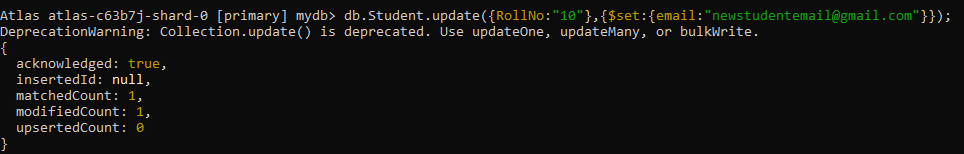 Atlas atlas-c63b7j-shard-0 [primary] mydb> db.Student.update({RollNo:"10"},{$set:{email:"newstudentemail@gmail.com"}});
DeprecationWarning: Collection.update() is deprecated. Use updateOne, updateMany, or bulkWrite.
{
  acknowledged: true,
  insertedId: null,
  matchedCount: 1,
  modifiedCount: 1,
  upsertedCount: 0
}